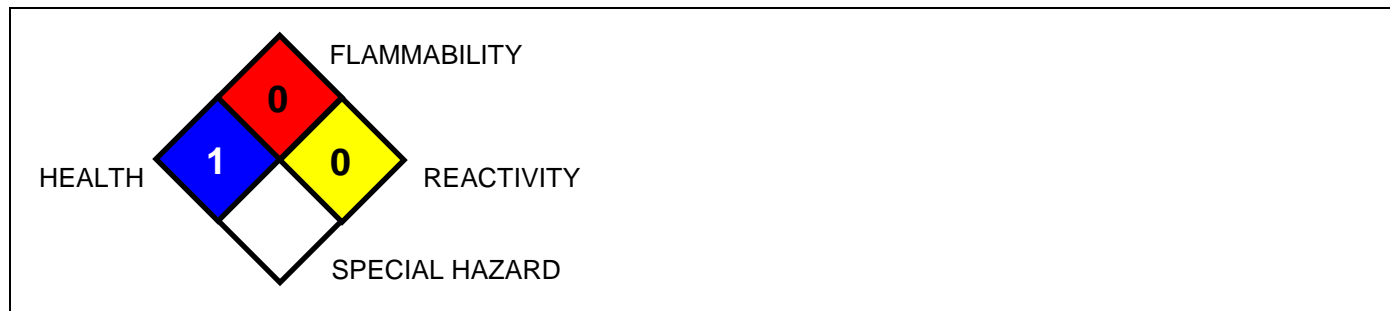 FLAMMABILITY
0
1
0
HEALTH
REACTIVITY
SPECIAL HAZARD